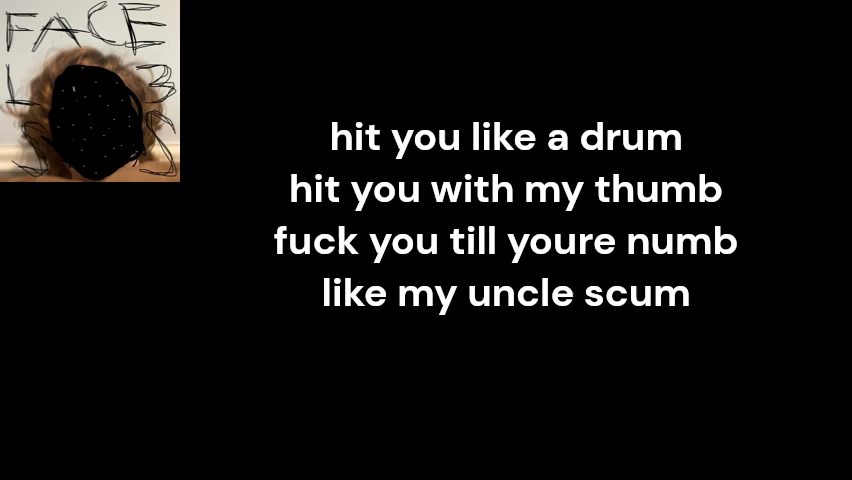 FACE
L 3
S S
hit you like a drum
hit you with my thumb
fuck you till youre numb
like my uncle scum